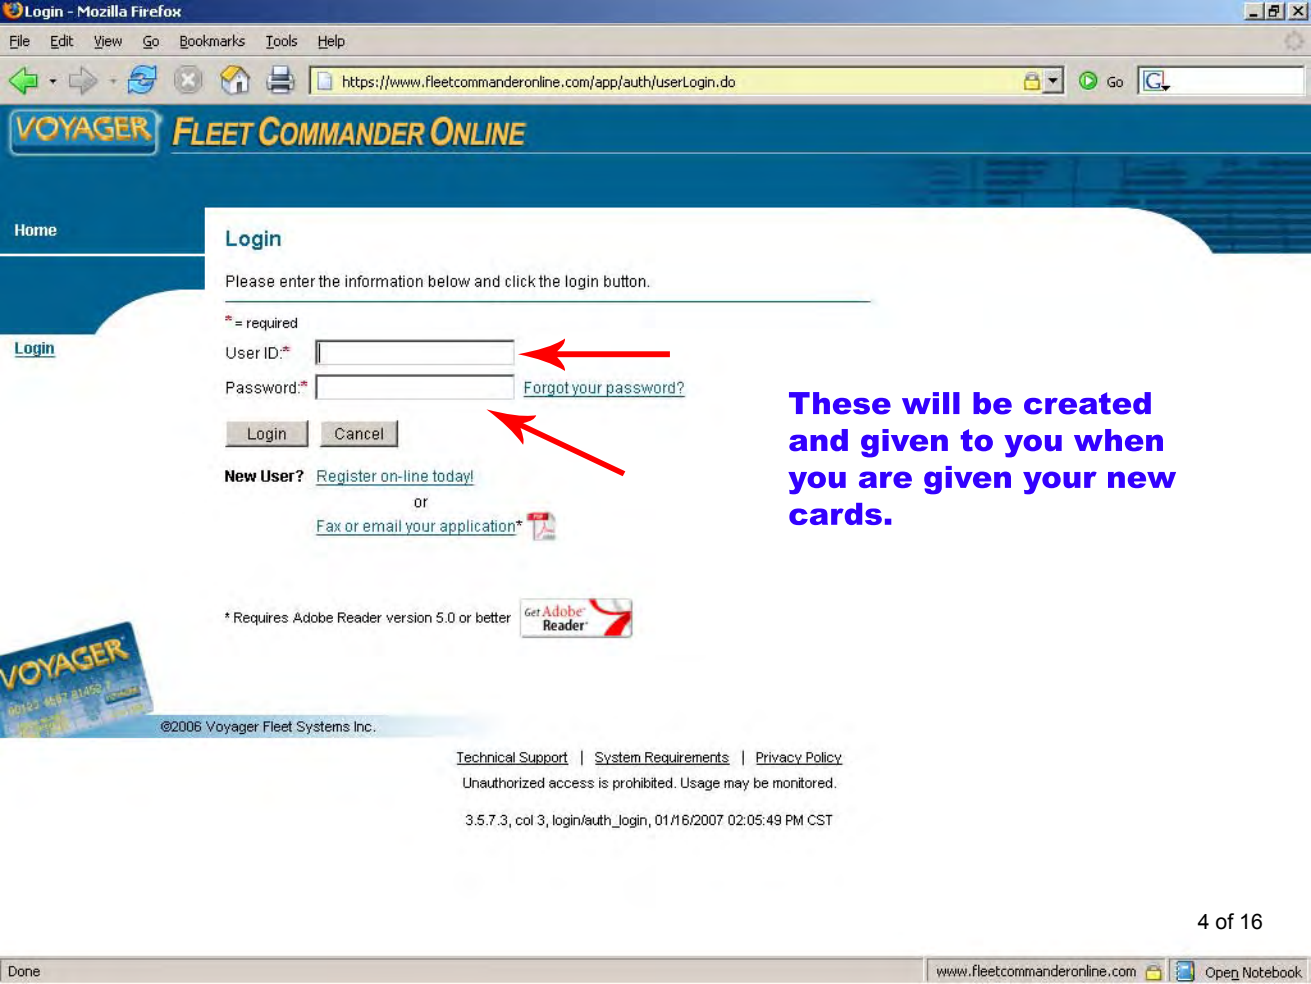 Login - Mozilla Firefox
File Edit View Go Bookmarks Tools Help
https://www.fleetcommanderonline.com/app/auth/userLogin.do
Go
G
VOYAGER FLEET COMMANDER ONLINE
Home
Login
Please enter the information below and click the login button.
* = required
Login
User ID:*
Password:* Forgot your password?
These will be created
and given to you when
you are given your new
cards.
Login Cancel
New User? Register on-line today!
or
Fax or email your application*
* Requires Adobe Reader version 5.0 or better
Get Adobe
Reader
VOYAGER
©2006 Voyager Fleet Systems Inc.
Technical Support | System Requirements | Privacy Policy
Unauthorized access is prohibited. Usage may be monitored.
3.5.7.3, col 3, login/auth_login, 01/16/2007 02:05:49 PM CST
4 of 16
Done
www.fleetcommanderonline.com
Open Notebook